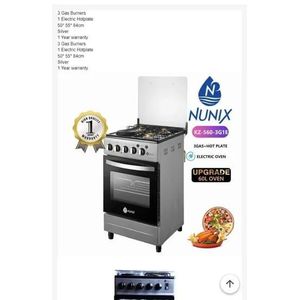 3 Gas Burners
1 Electric Hotplate
50* 55* 84cm
Silver
1 Year warranty
3 Gas Burners
1 Electric Hotplate
50* 55* 84cm
Silver
1 Year warranty
NUNIX
KZ-560-3G1E
3GAS+HOT PLATE
ELECTRIC OVEN
UPGRADE
60L OVEN
1